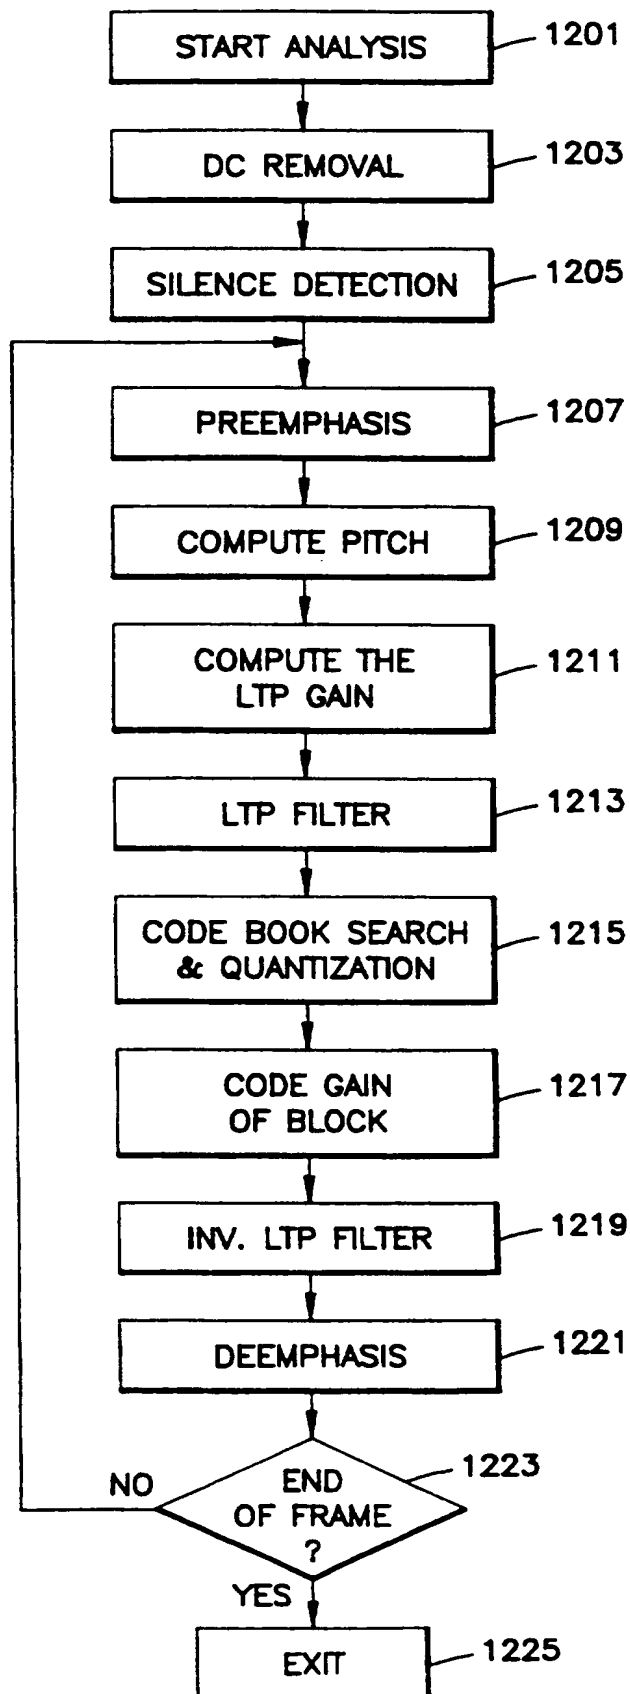 START ANALYSIS
1201
DC REMOVAL
1203
SILENCE DETECTION
1205
PREEMPHASIS
1207
COMPUTE PITCH
1209
COMPUTE THE
LTP GAIN
1211
LTP FILTER
1213
CODE BOOK SEARCH
& QUANTIZATION
1215
CODE GAIN
OF BLOCK
1217
INV. LTP FILTER
1219
DEEMPHASIS
1221
NO
END
OF FRAME
?
1223
YES
EXIT
1225